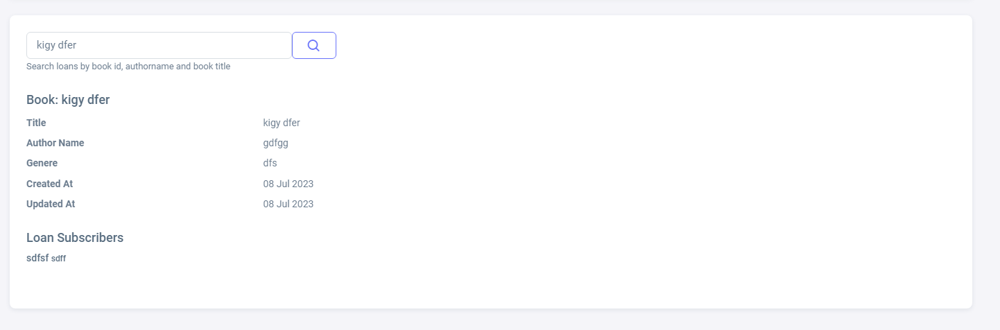 kigy dfer
Search loans by book id, authorname and book title
Book: kigy dfer
Title kigy dfer
Author Name gdfgg
Genere dfs
Created At 08 Jul 2023
Updated At 08 Jul 2023
Loan Subscribers
sdfsf sdff